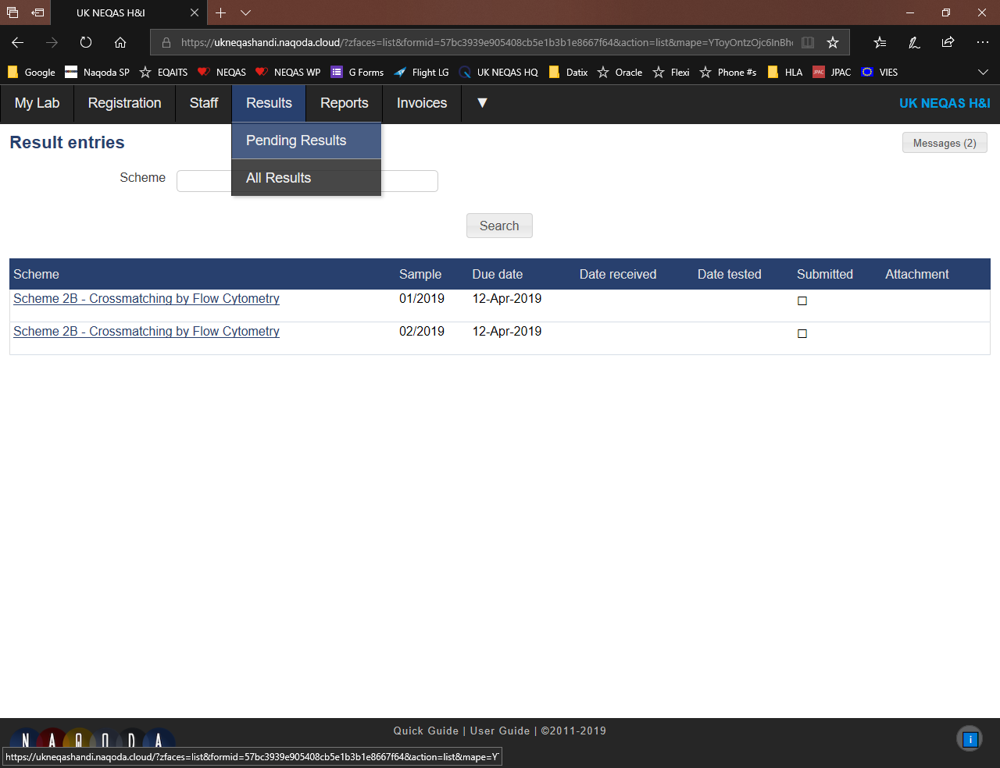 UK NEQAS H&I
https://ukneqashandi.naqoda.cloud/?zfaces=list&formid=57bc3939e905408cb5e1b3b1e8667f64&action=list&mape=YToyOntzOjc6InBh
Google Naqoda SP EQAITS NEQAS NEQAS WP G Forms Flight LG UK NEQAS HQ Datix Oracle Flexi Phone #s HLA JPAC JPAC VIES
My Lab Registration Staff Results Reports Invoices ▼ UK NEQAS H&I
Result entries Pending Results Messages (2)
Scheme All Results
Search
Scheme Sample Due date Date received Date tested Submitted Attachment
Scheme 2B - Crossmatching by Flow Cytometry 01/2019 12-Apr-2019
Scheme 2B - Crossmatching by Flow Cytometry 02/2019 12-Apr-2019
Quick Guide | User Guide | ©2011-2019
NAQODA
https://ukneqashandi.naqoda.cloud/?zfaces=list&formid=57bc3939e905408cb5e1b3b1e8667f64&action=list&mape=Y